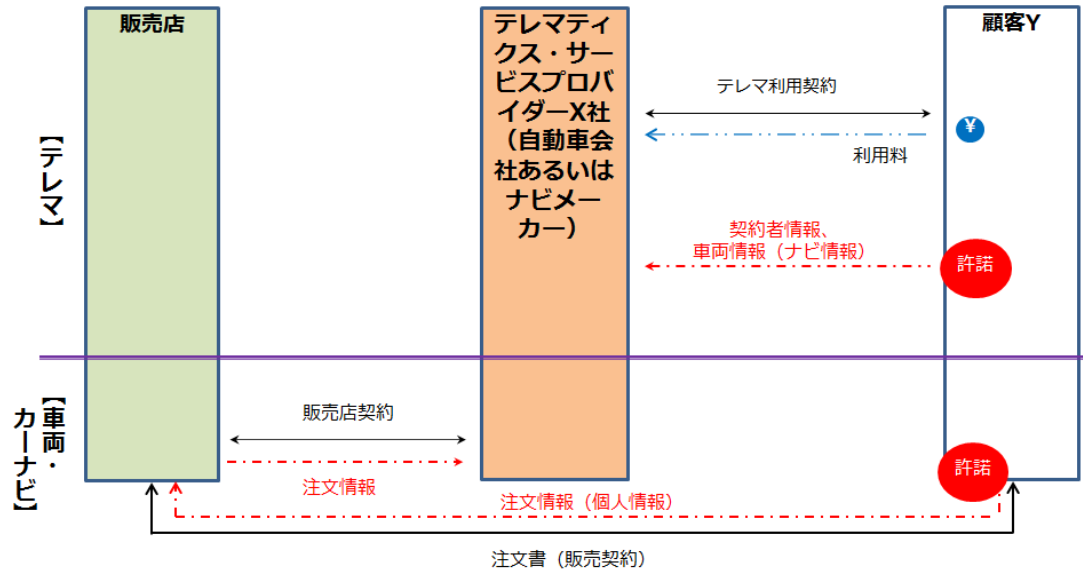 販売店
テレマティ
クス・サー
ビスプロバ
イダーX社
（自動車会
社あるいは
ナビメー
カー）
顧客Y
【テレマ】
テレマ利用契約
¥
利用料
契約者情報、
車両情報（ナビ情報）
許諾
【車両・
カーナビ】
販売店契約
注文情報
許諾
注文情報（個人情報）
注文書（販売契約）